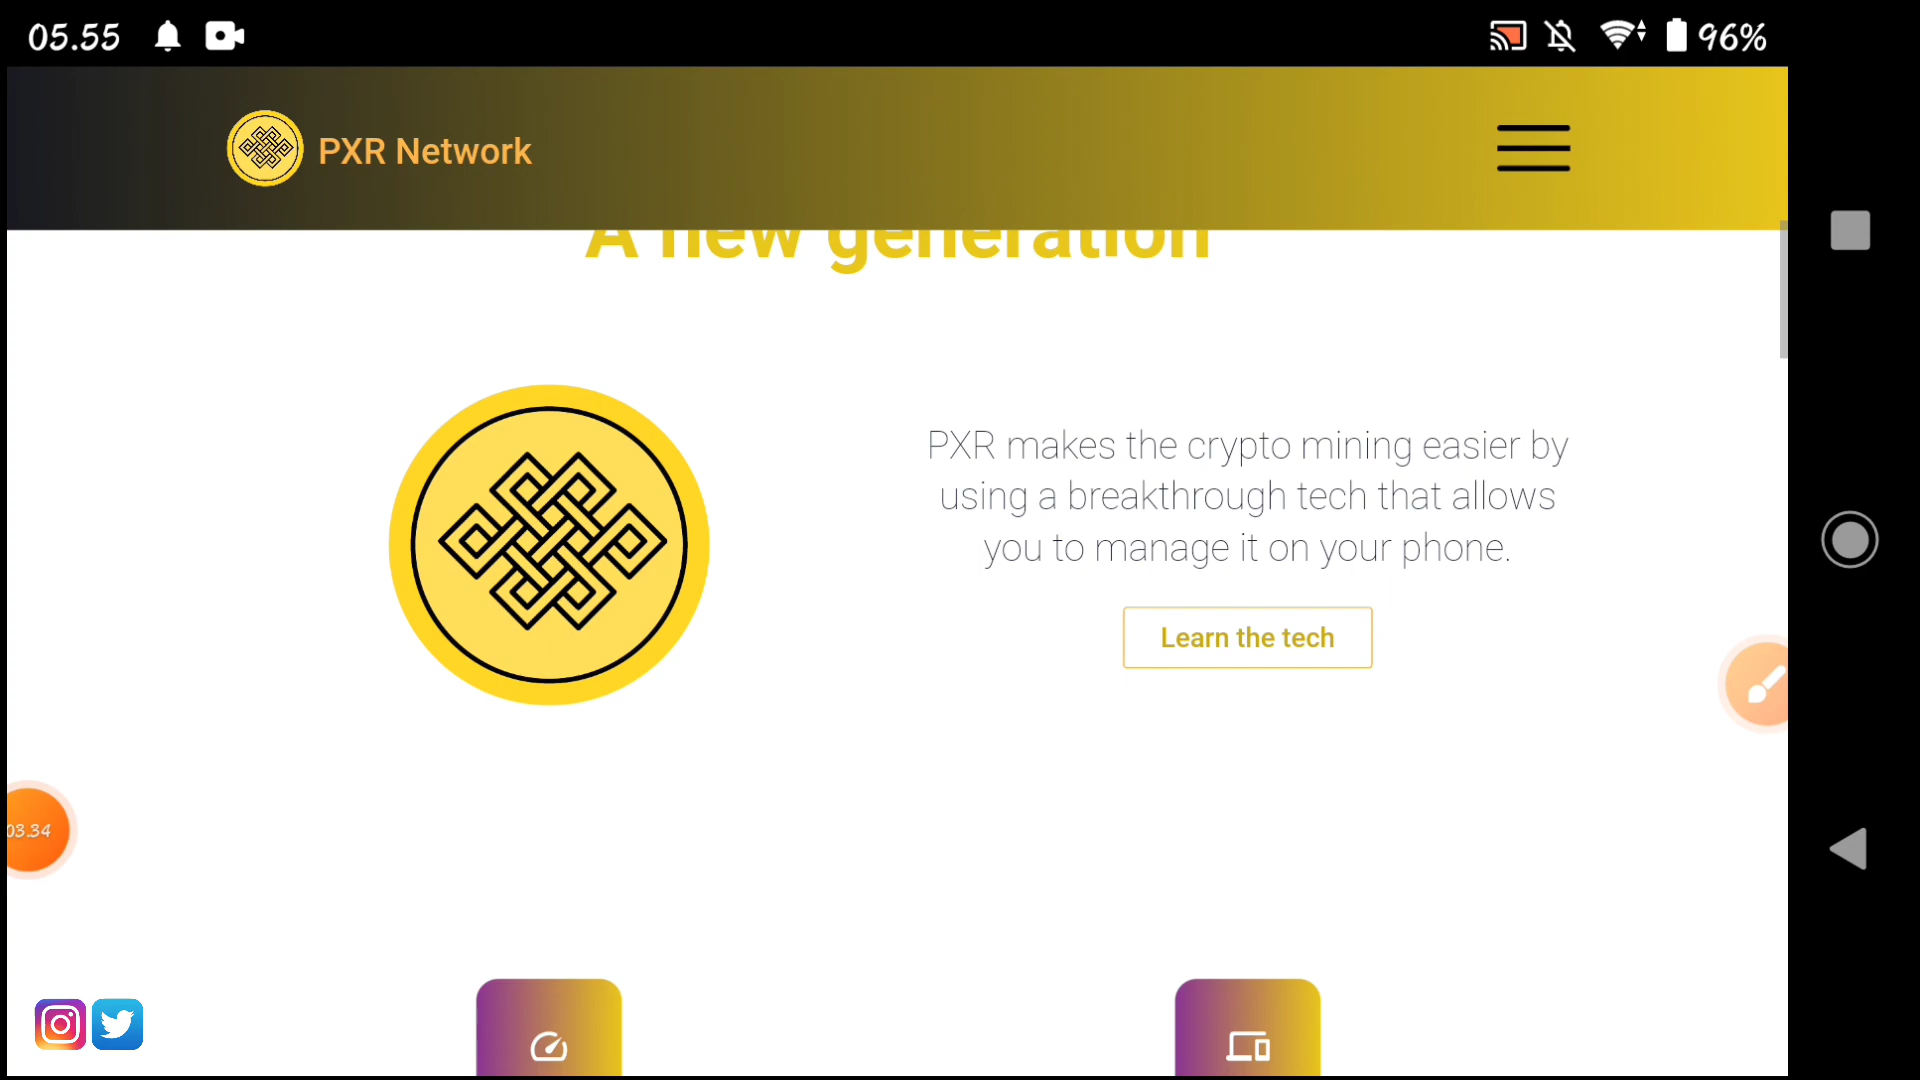 05.55
96%
PXR Network
A new generation
PXR makes the crypto mining easier by
using a breakthrough tech that allows
you to manage it on your phone.
Learn the tech
03.34